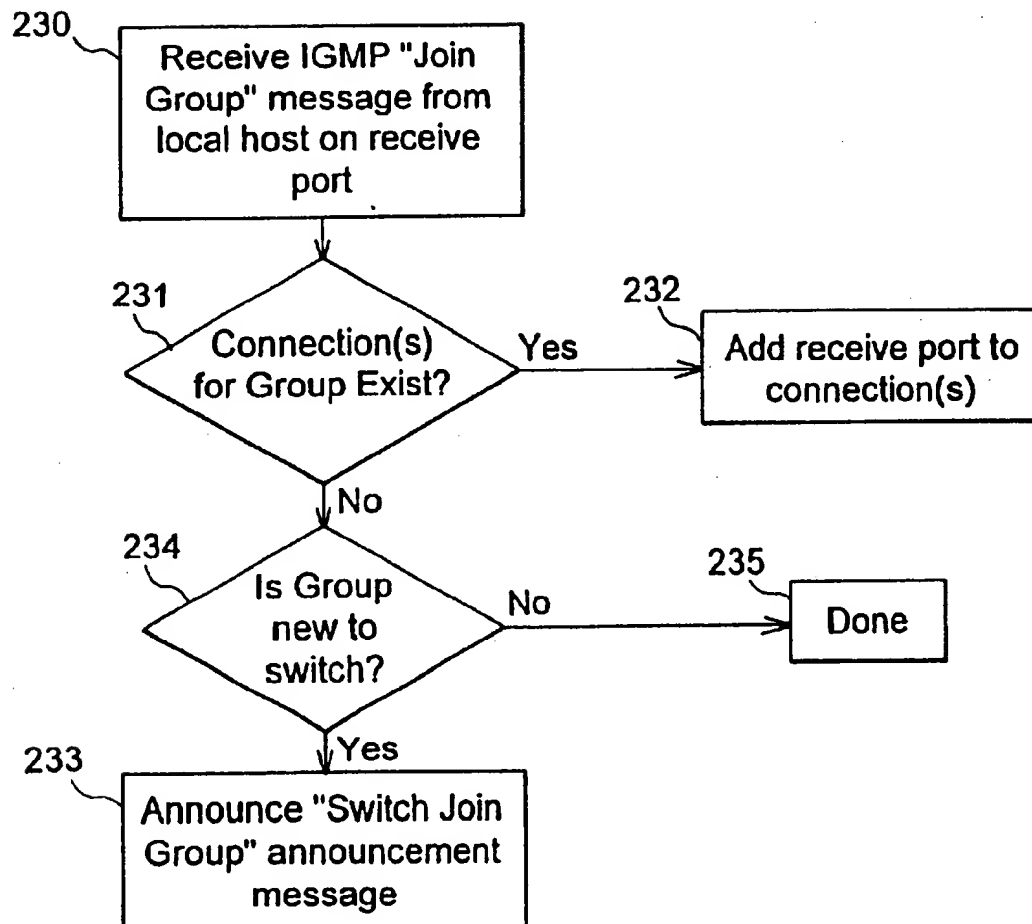 230
Receive IGMP "Join
Group" message from
local host on receive
port
231
Connection(s)
for Group Exist?
Yes
232
Add receive port to
connection(s)
No
234
Is Group
new to
switch?
No
235
Done
Yes
233
Announce "Switch Join
Group" announcement
message